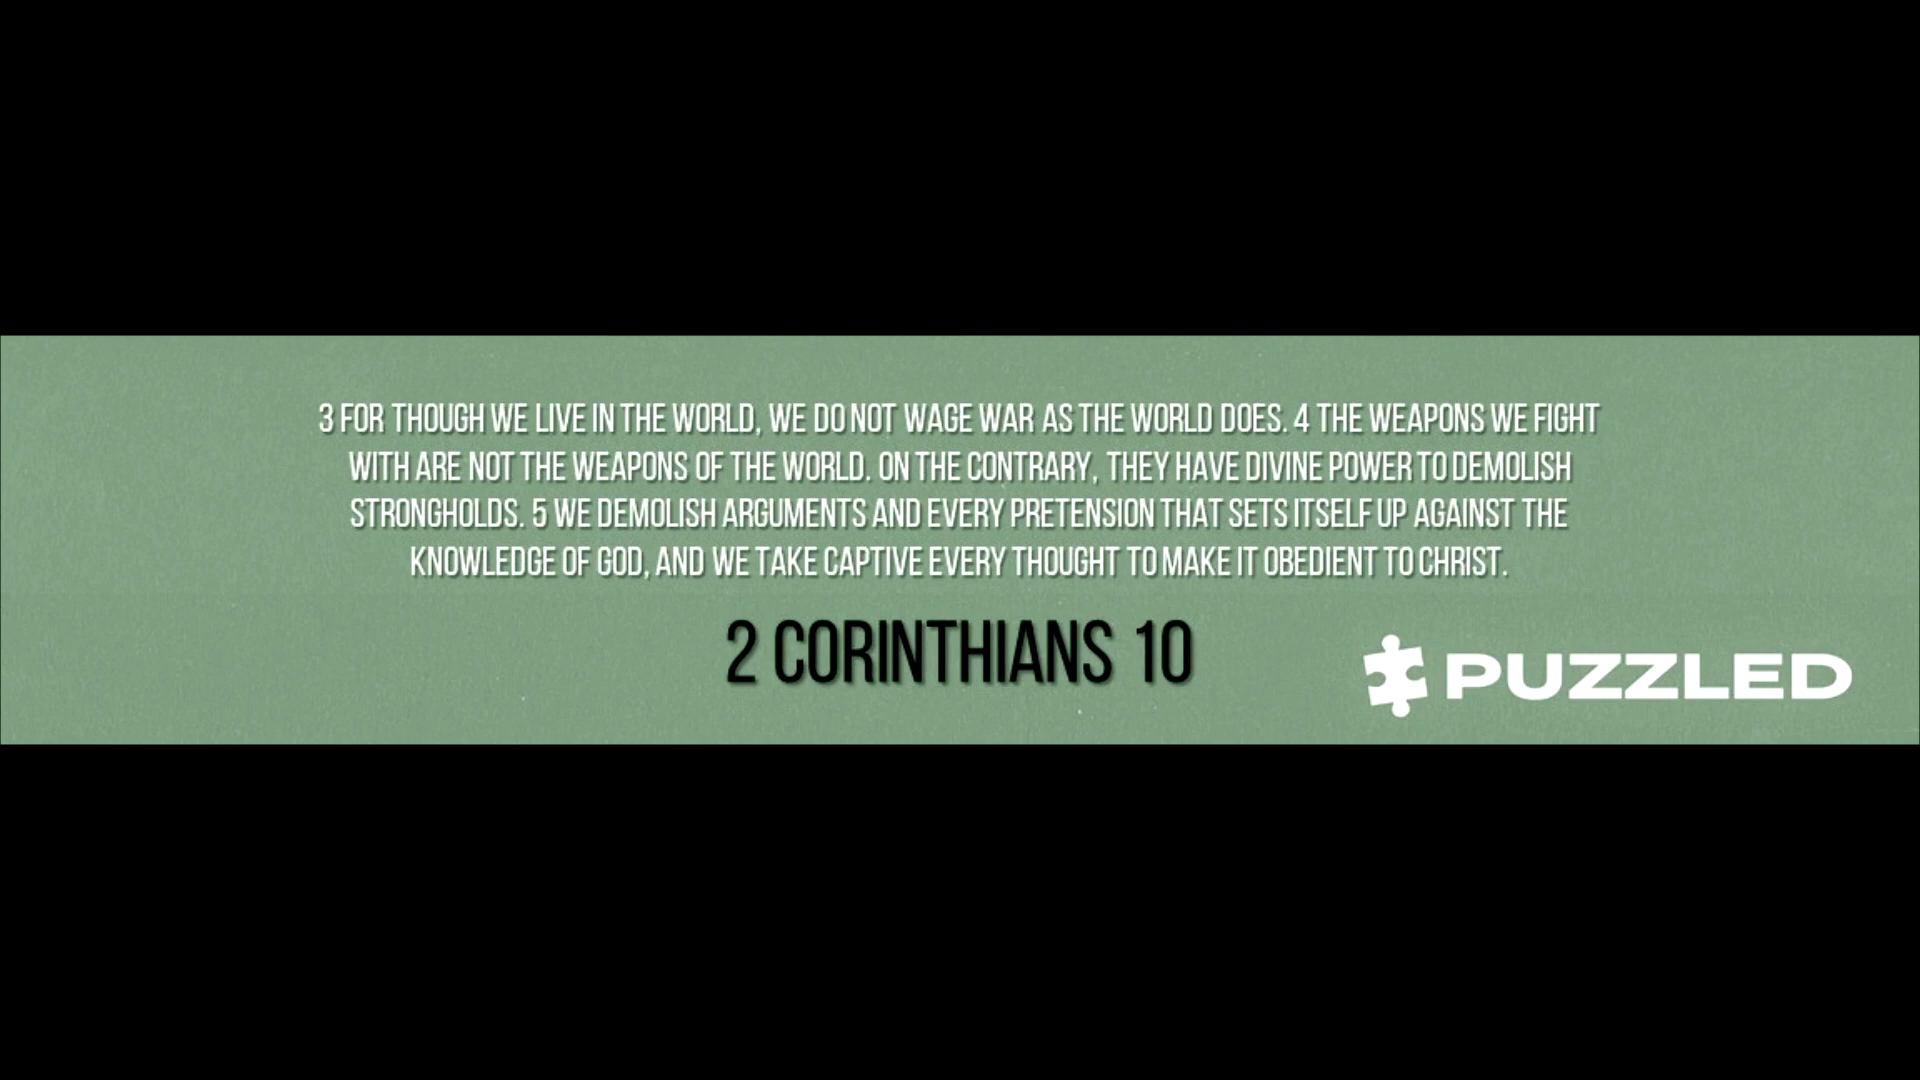 3 FOR THOUGH WE LIVE IN THE WORLD, WE DO NOT WAGE WAR AS THE WORLD DOES. 4 THE WEAPONS WE FIGHT
WITH ARE NOT THE WEAPONS OF THE WORLD. ON THE CONTRARY, THEY HAVE DIVINE POWER TO DEMOLISH
STRONGHOLDS. 5 WE DEMOLISH ARGUMENTS AND EVERY PRETENSION THAT SETS ITSELF UP AGAINST THE
KNOWLEDGE OF GOD, AND WE TAKE CAPTIVE EVERY THOUGHT TO MAKE IT OBEDIENT TO CHRIST.
2 CORINTHIANS 10
PUZZLED